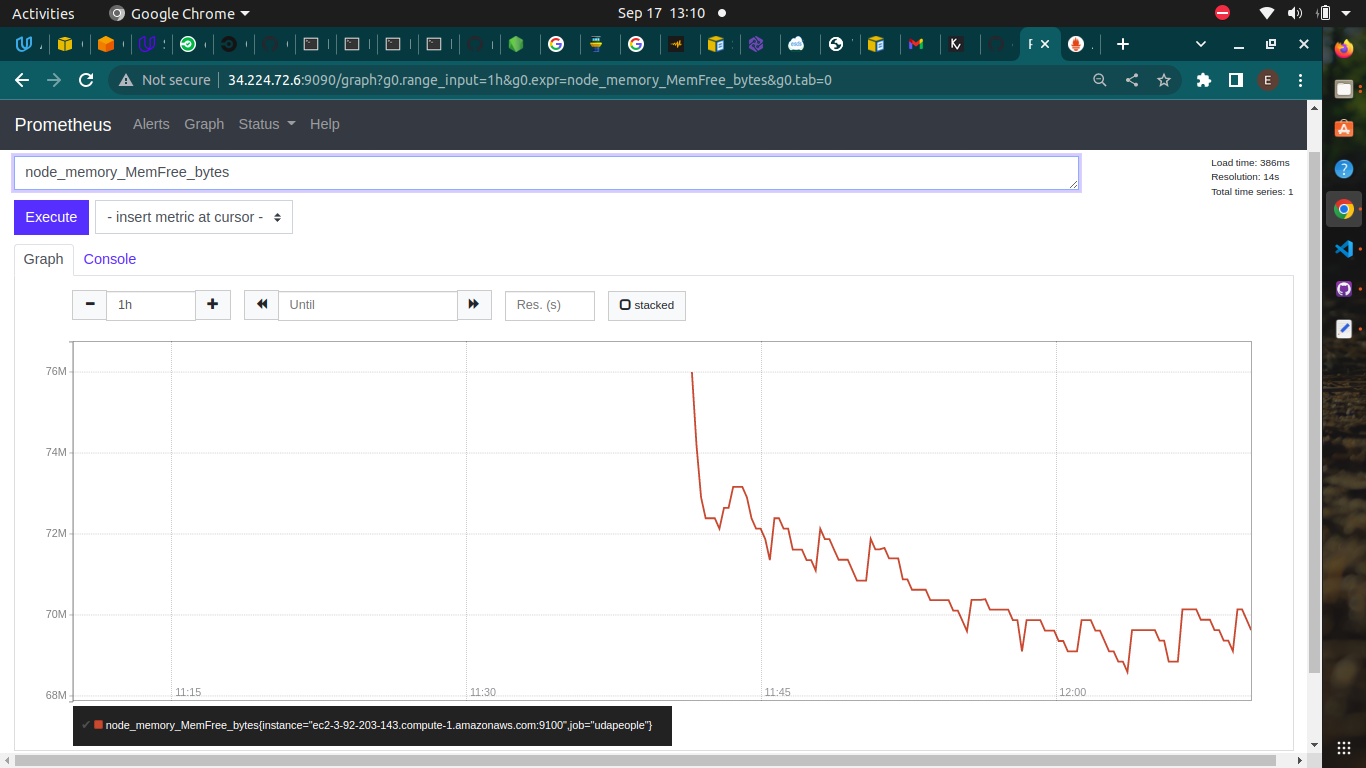 Activities
Google Chrome
Sep 17 13:10
Not secure
34.224.72.6:9090/graph?g0.range_input=1h&g0.expr=node_memory_MemFree_bytes&g0.tab=0
E
Prometheus
Alerts
Graph
Status
Help
node_memory_MemFree_bytes
Load time: 386ms
Resolution: 14s
Total time series: 1
Execute
- insert metric at cursor -
Graph
Console
1h
Until
Res. (s)
stacked
76M
74M
72M
70M
68M
11:15
11:30
11:45
12:00
node_memory_MemFree_bytes{instance="ec2-3-92-203-143.compute-1.amazonaws.com:9100",job="udapeople"}